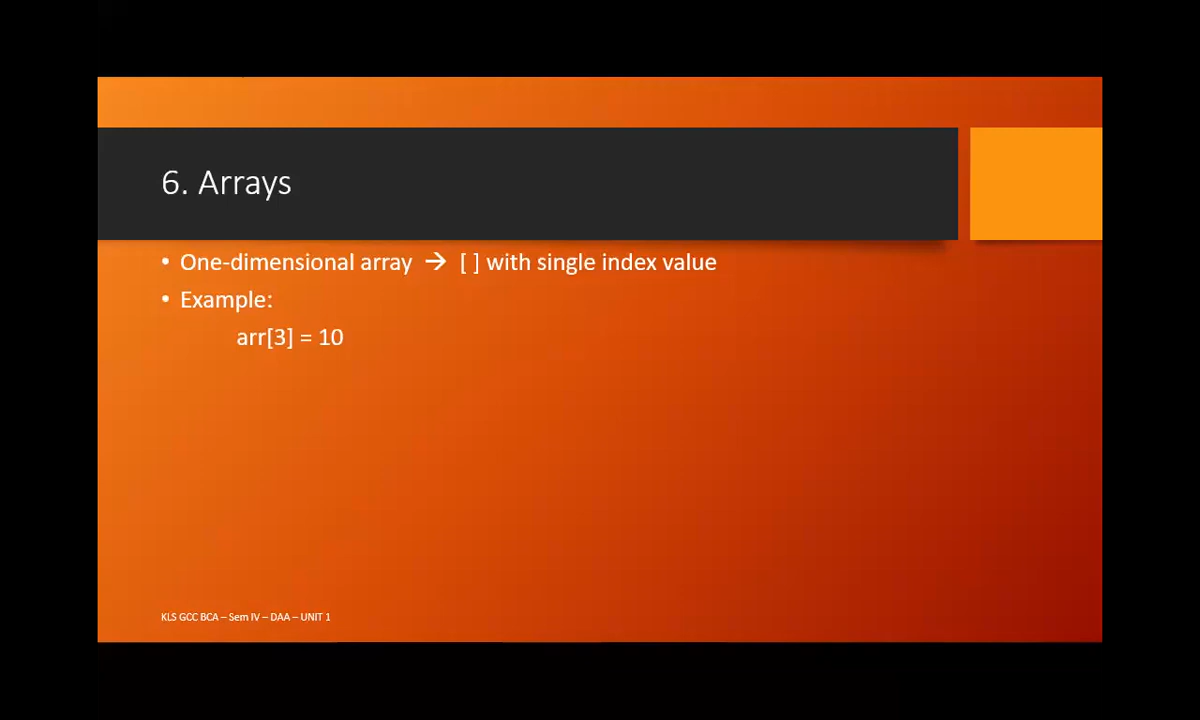 6. Arrays
• One-dimensional array → [ ] with single index value
• Example:
arr[3] = 10
KLS GCC BCA – Sem IV – DAA – UNIT 1